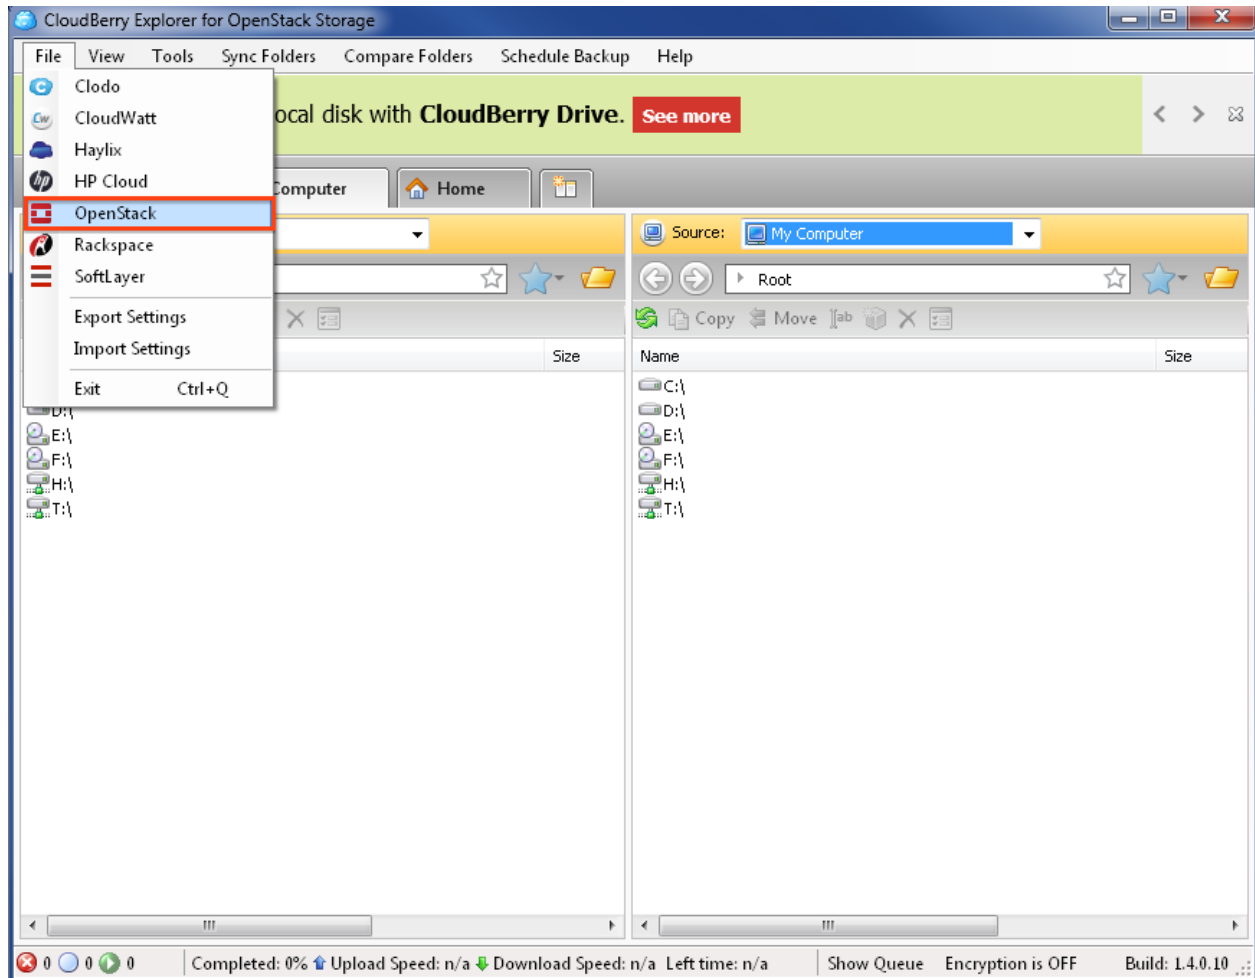 CloudBerry Explorer for OpenStack Storage
File View Tools Sync Folders Compare Folders Schedule Backup Help
Clodo
CloudWatt
Haylix
HP Cloud
OpenStack
Rackspace
SoftLayer
Export Settings
Import Settings
Exit Ctrl+Q
ocal disk with CloudBerry Drive. See more
Computer Home
Source: My Computer
Root
Copy Move
Size
Name Size
D:\
E:\
F:\
H:\
T:\
C:\
D:\
E:\
F:\
H:\
T:\
0 0 0 Completed: 0% Upload Speed: n/a Download Speed: n/a Left time: n/a Show Queue Encryption is OFF Build: 1.4.0.10